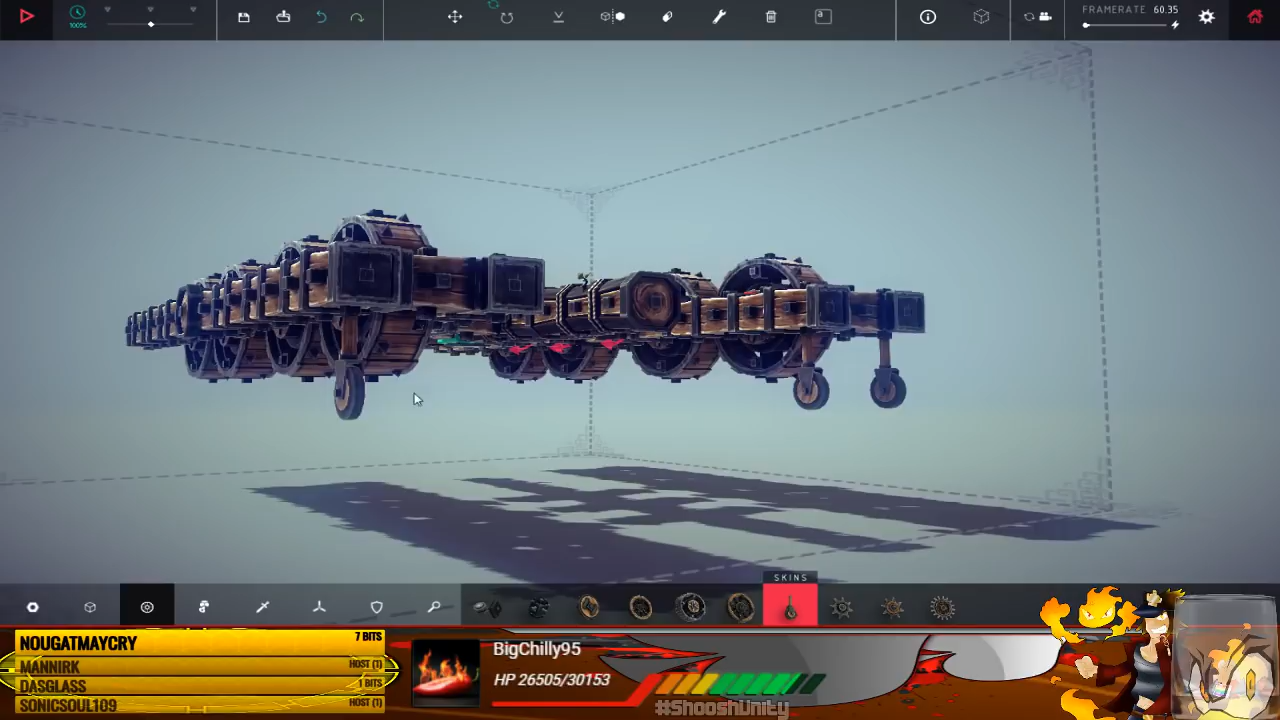 100%
FRAMERATE 60.35
SKINS
NOUGATMAYCRY 7 BITS
MANNIRK HOST (1)
DASGLASS 1 BITS
SONICSOUL109 HOST (1)
BigChilly95
HP 26505/30153
#ShooshUnity